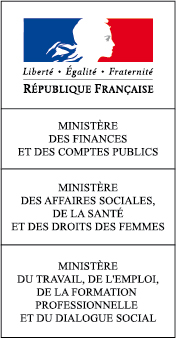 Liberté • Égalité • Fraternité
RÉPUBLIQUE FRANÇAISE
MINISTÈRE
DES FINANCES
ET DES COMPTES PUBLICS
MINISTÈRE
DES AFFAIRES SOCIALES,
DE LA SANTÉ
ET DES DROITS DES FEMMES
MINISTÈRE
DU TRAVAIL, DE L'EMPLOI,
DE LA FORMATION
PROFESSIONNELLE
ET DU DIALOGUE SOCIAL